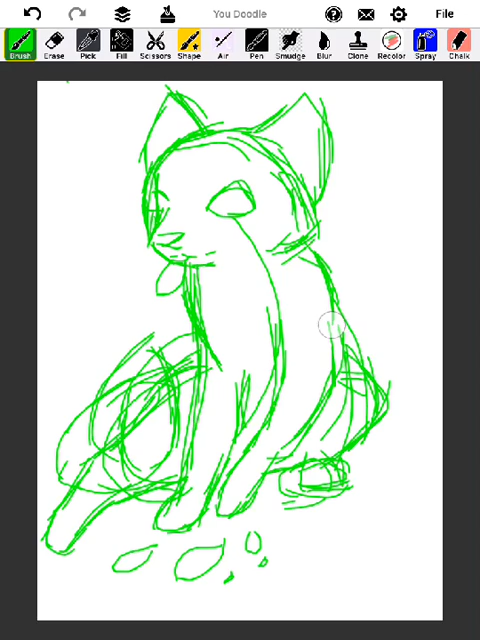 You Doodle
File
Brush Erase Pick Fill Scissors Shape Air Pen Smudge Blur Clone Recolor Spray Chalk